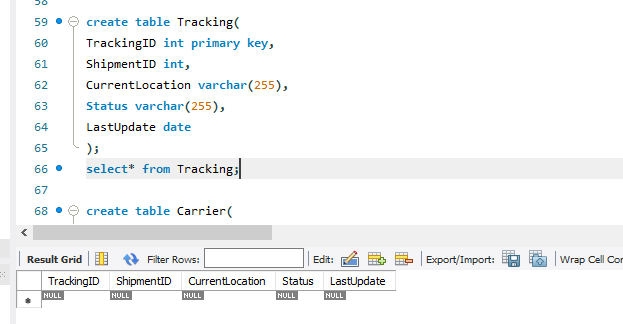 58
59 create table Tracking(
60 TrackingID int primary key,
61 ShipmentID int,
62 CurrentLocation varchar(255),
63 Status varchar(255),
64 LastUpdate date
65 );
66 select* from Tracking;
67
68 create table Carrier(
Result Grid Filter Rows: Edit: Export/Import: Wrap Cell Con
TrackingID ShipmentID CurrentLocation Status LastUpdate
NULL NULL NULL NULL NULL